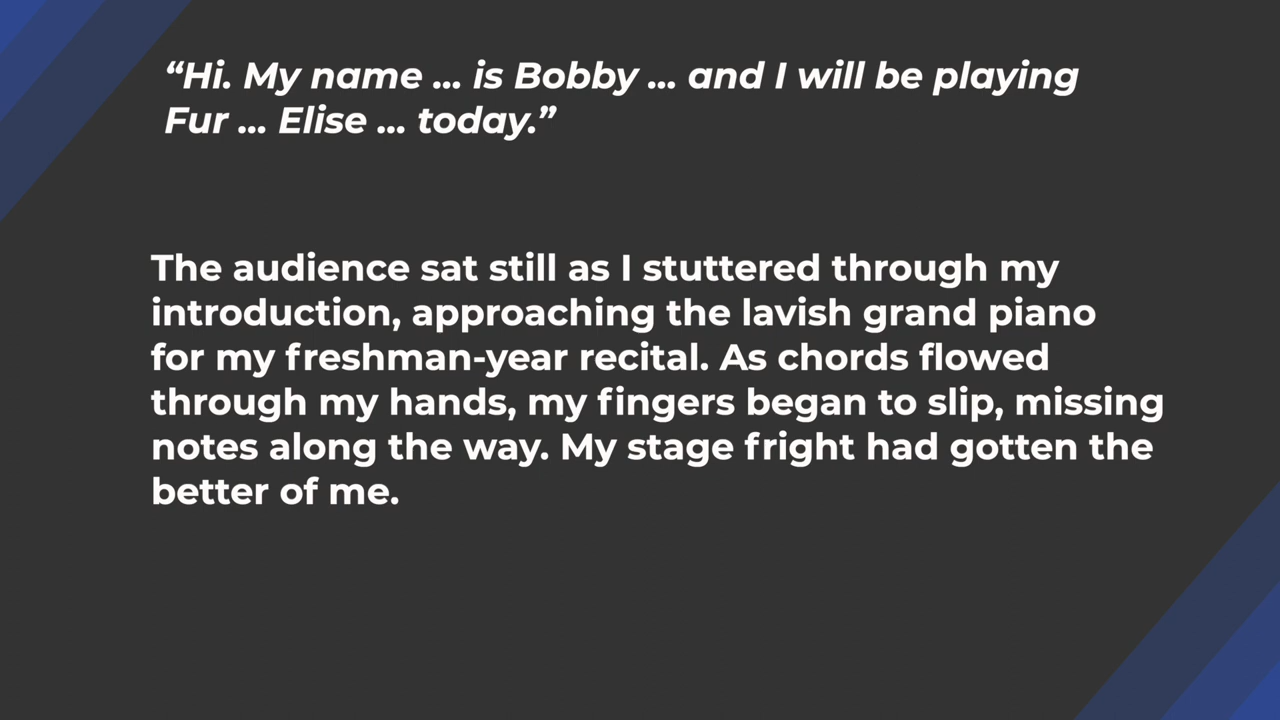 “Hi. My name ... is Bobby ... and I will be playing
Fur ... Elise ... today.”
The audience sat still as I stuttered through my
introduction, approaching the lavish grand piano
for my freshman-year recital. As chords flowed
through my hands, my fingers began to slip, missing
notes along the way. My stage fright had gotten the
better of me.